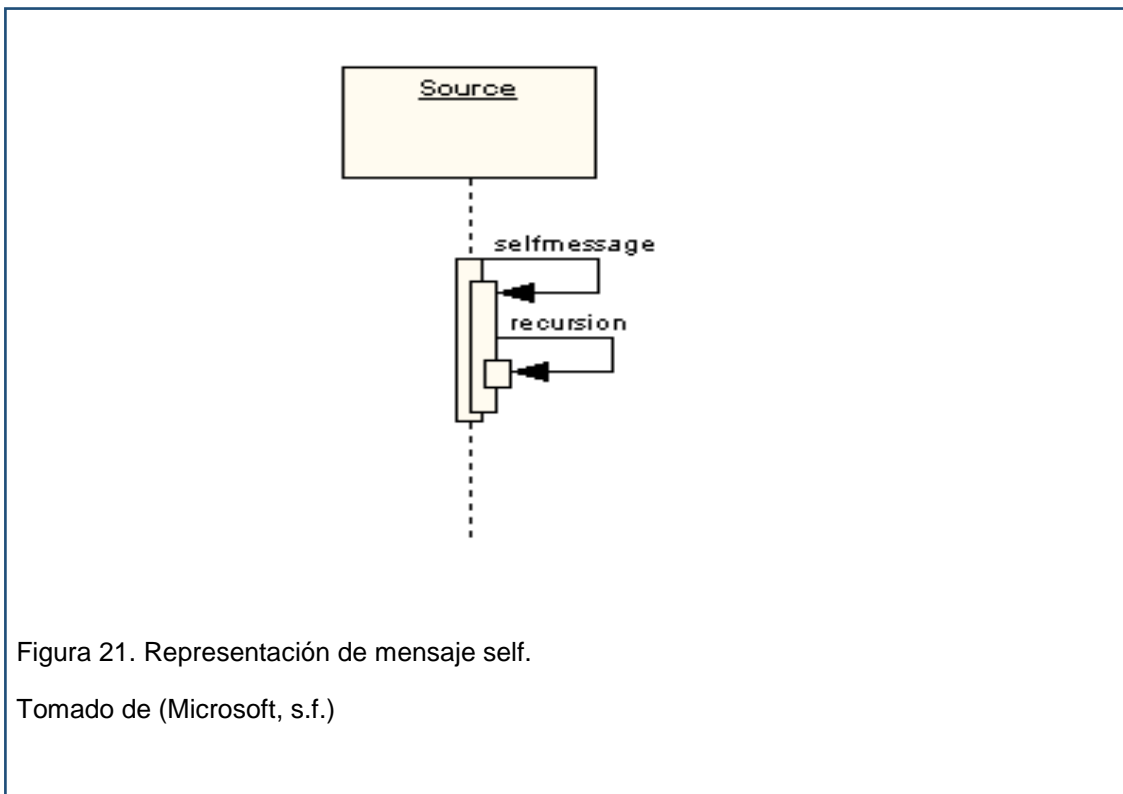 Source
selfmessage
recursion
Figura 21. Representación de mensaje self.
Tomado de (Microsoft, s.f.)